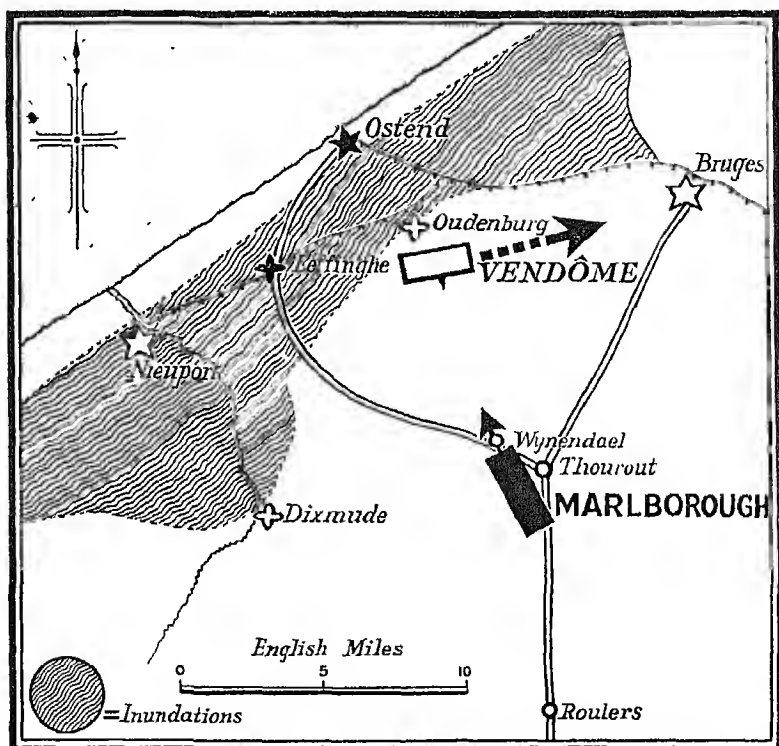 Ostend
Bruges
Oudenburg
Leffinghe
VENDÔME
Nieuport
Wynendael
Thourout
MARLBOROUGH
Dixmude
English Miles
0 5 10
=Inundations
Roulers